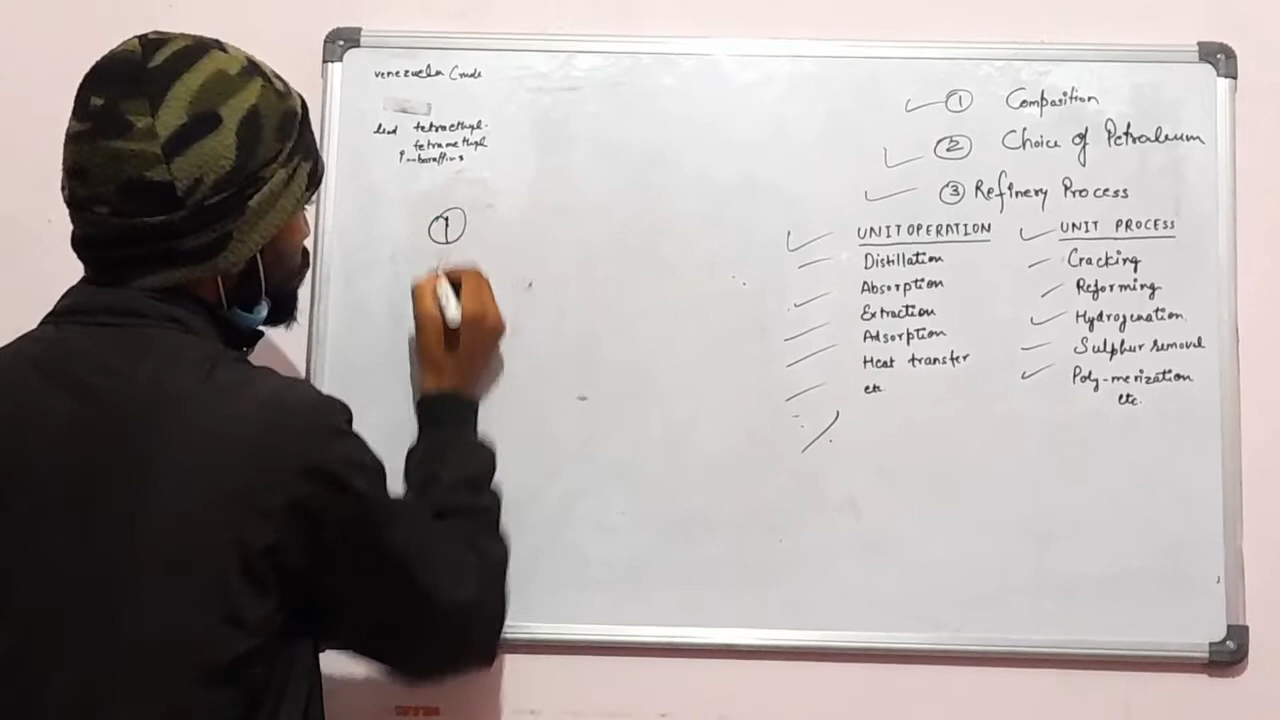 venezuela Crude
lead tetraethyl.
tetramethyl
① Composition
② Choice of Petroleum
③ Refinery Process
UNIT OPERATION
Distillation
Absorption
Extraction
Adsorption
Heat transfer
etc
UNIT PROCESS
Cracking
Reforming
Hydrogenation.
Sulphur removal
Poly-merization
etc.
①